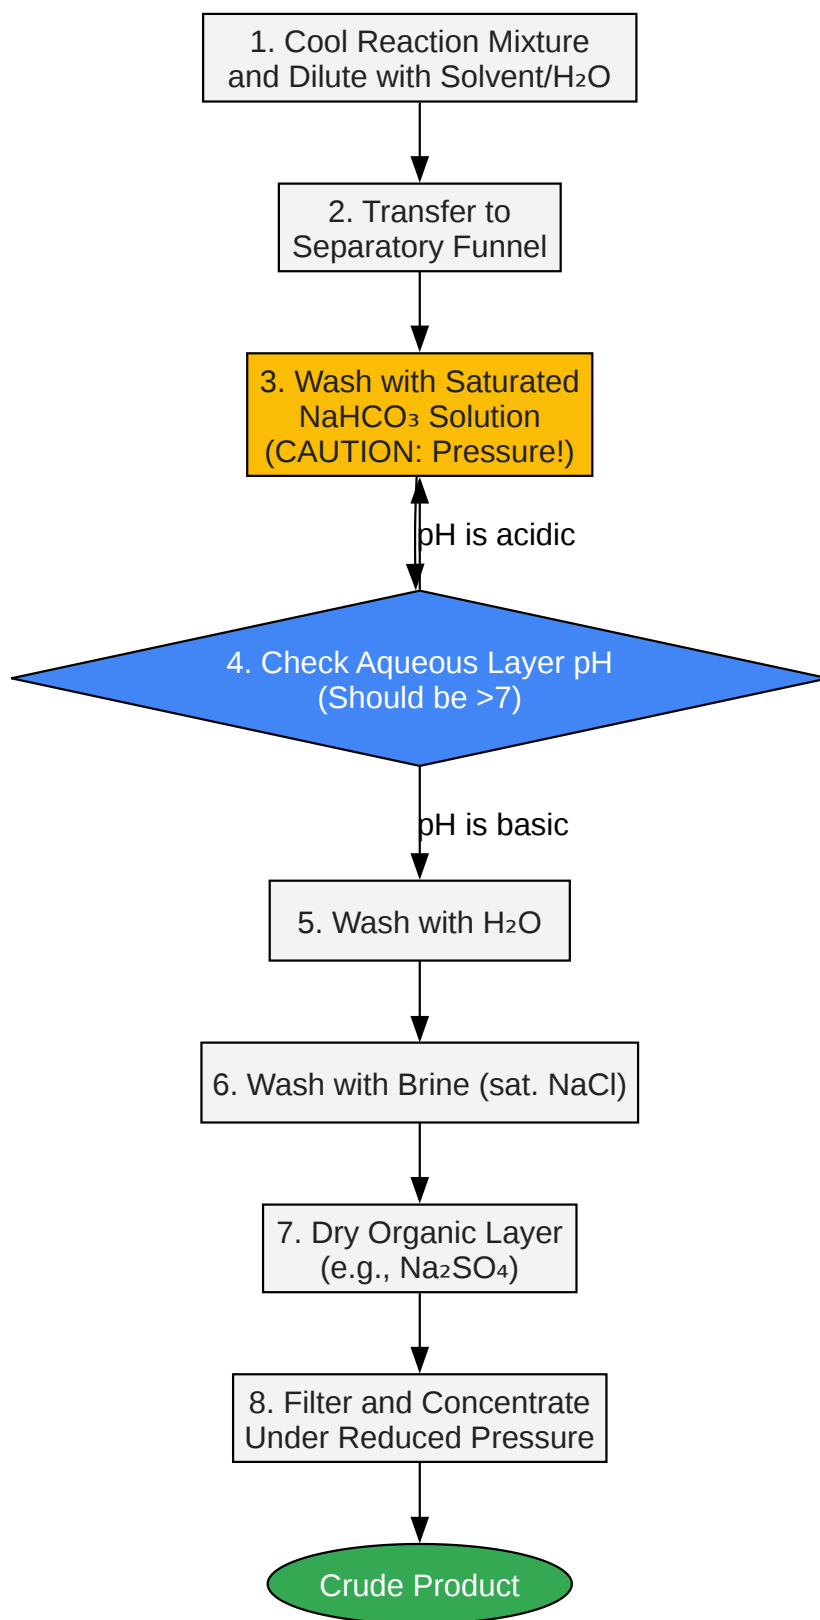 1. Cool Reaction Mixture
and Dilute with Solvent/H₂O
2. Transfer to
Separatory Funnel
3. Wash with Saturated
NaHCO₃ Solution
(CAUTION: Pressure!)
pH is acidic
4. Check Aqueous Layer pH
(Should be >7)
pH is basic
5. Wash with H₂O
6. Wash with Brine (sat. NaCl)
7. Dry Organic Layer
(e.g., Na₂SO₄)
8. Filter and Concentrate
Under Reduced Pressure
Crude Product